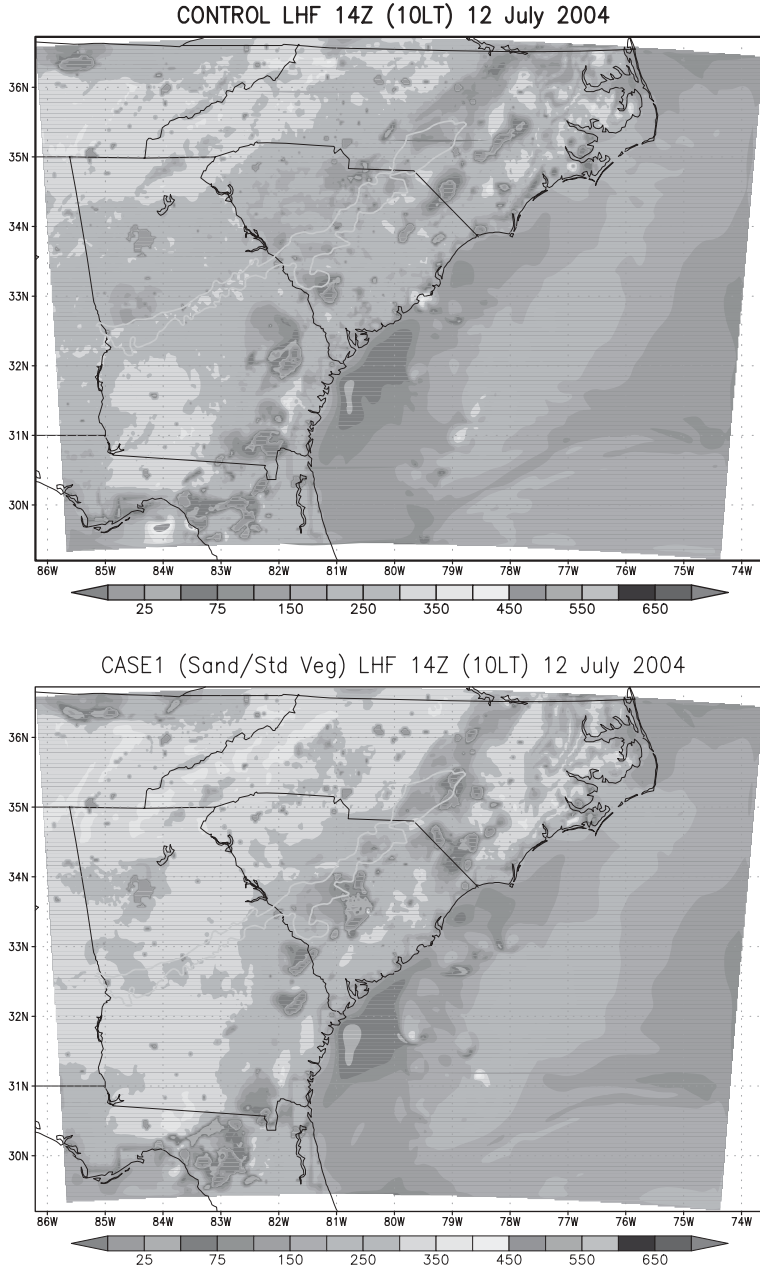 CONTROL LHF 14Z (10LT) 12 July 2004
36N
35N
34N
33N
32N
31N
30N
86W 85W 84W 83W 82W 81W 80W 79W 78W 77W 76W 75W 74W
25 75 150 250 350 450 550 650
CASE1 (Sand/Std Veg) LHF 14Z (10LT) 12 July 2004
36N
35N
34N
33N
32N
31N
30N
86W 85W 84W 83W 82W 81W 80W 79W 78W 77W 76W 75W 74W
25 75 150 250 350 450 550 650